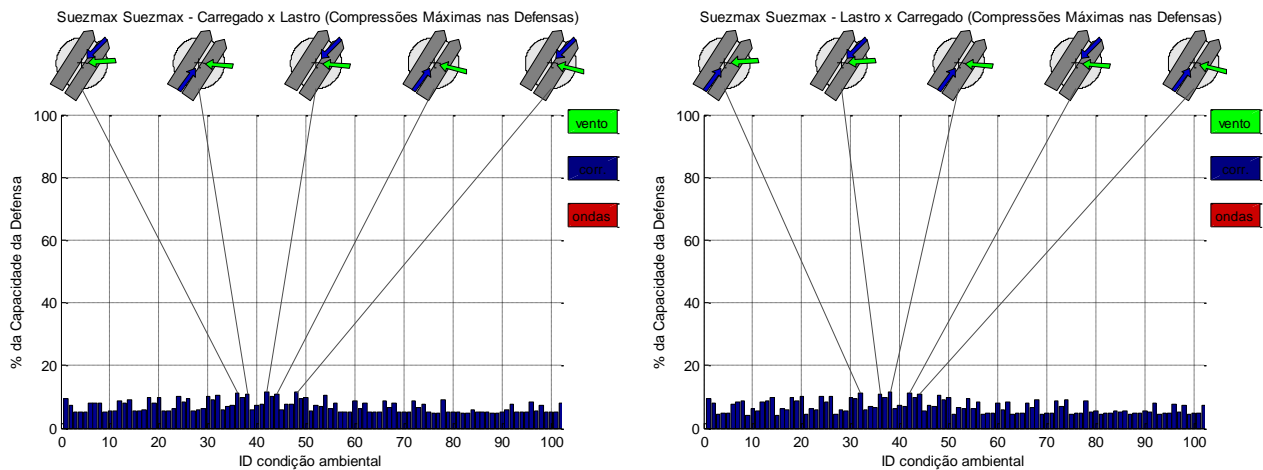 Suezmax Suezmax - Carregado x Lastro (Compressões Máximas nas Defensas)
% da Capacidade da Defensa
100
80
60
40
20
0
0 10 20 30 40 50 60 70 80 90 100
ID condição ambiental
vento
corr.
ondas
Suezmax Suezmax - Lastro x Carregado (Compressões Máximas nas Defensas)
% da Capacidade da Defensa
100
80
60
40
20
0
0 10 20 30 40 50 60 70 80 90 100
ID condição ambiental
vento
corr.
ondas